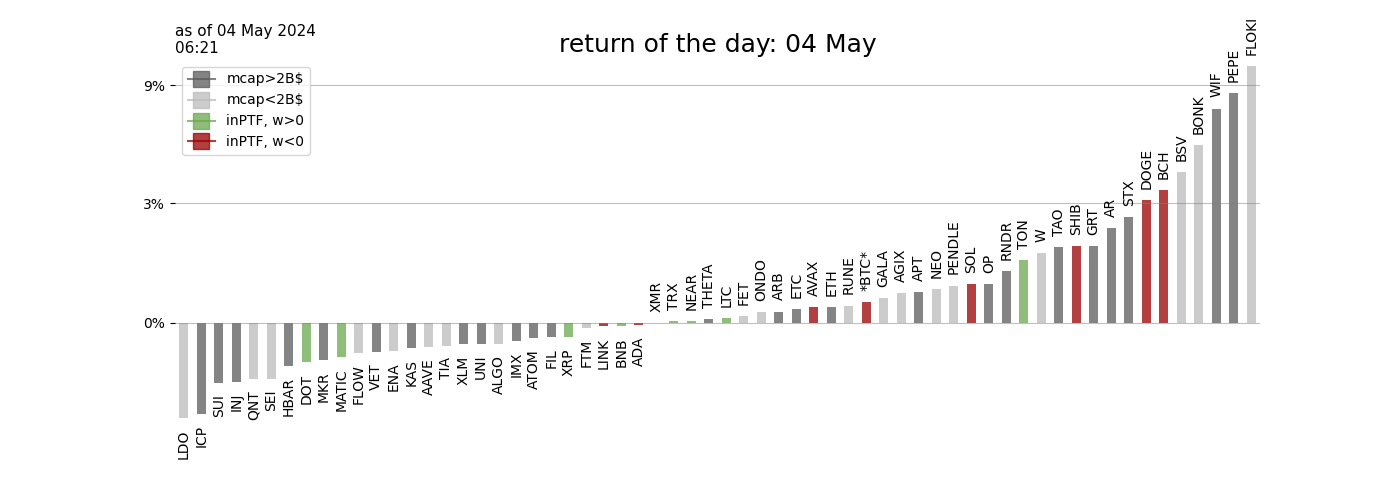 as of 04 May 2024
06:21
return of the day: 04 May
mcap>2B$
mcap<2B$
inPTF, w>0
inPTF, w<0
9%
3%
0%
LDO
ICP
SUI
INJ
QNT
SEI
HBAR
DOT
MKR
MATIC
FLOW
VET
ENA
KAS
AAVE
TIA
XLM
UNI
ALGO
IMX
ATOM
FIL
XRP
FTM
LINK
BNB
ADA
XMR
TRX
NEAR
THETA
LTC
FET
ONDO
ARB
ETC
AVAX
ETH
RUNE
*BTC*
GALA
AGIX
APT
NEO
PENDLE
SOL
OP
RNDR
TON
W
TAO
SHIB
GRT
AR
STX
DOGE
BCH
BSV
BONK
WIF
PEPE
FLOKI